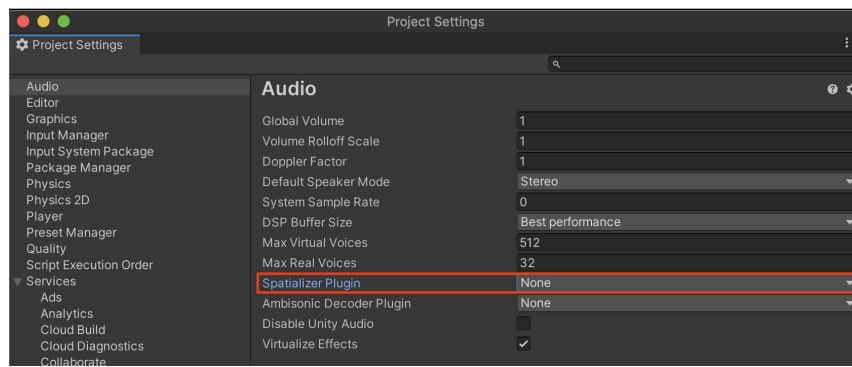 Project Settings
Project Settings
Audio
Editor
Graphics
Input Manager
Input System Package
Package Manager
Physics
Physics 2D
Player
Preset Manager
Quality
Script Execution Order
Services
Ads
Analytics
Cloud Build
Cloud Diagnostics
Collaborate
Audio
Global Volume 1
Volume Rolloff Scale 1
Doppler Factor 1
Default Speaker Mode Stereo
System Sample Rate 0
DSP Buffer Size Best performance
Max Virtual Voices 512
Max Real Voices 32
Spatializer Plugin None
Ambisonic Decoder Plugin None
Disable Unity Audio
Virtualize Effects